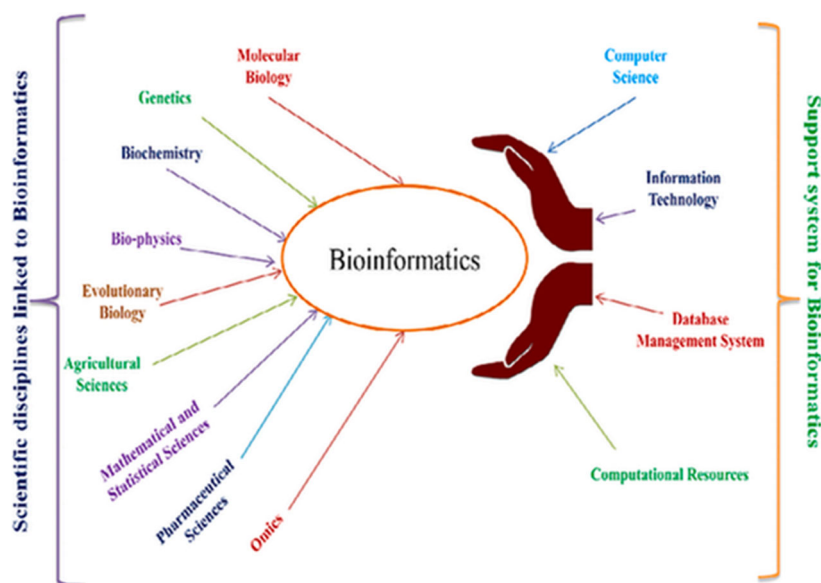 Scientific disciplines linked to Bioinformatics
Molecular
Biology
Genetics
Biochemistry
Bio-physics
Evolutionary
Biology
Agricultural
Sciences
Mathematical and
Statistical Sciences
Pharmaceutical
Sciences
Omics
Bioinformatics
Computer
Science
Information
Technology
Database
Management System
Computational Resources
Support system for Bioinformatics